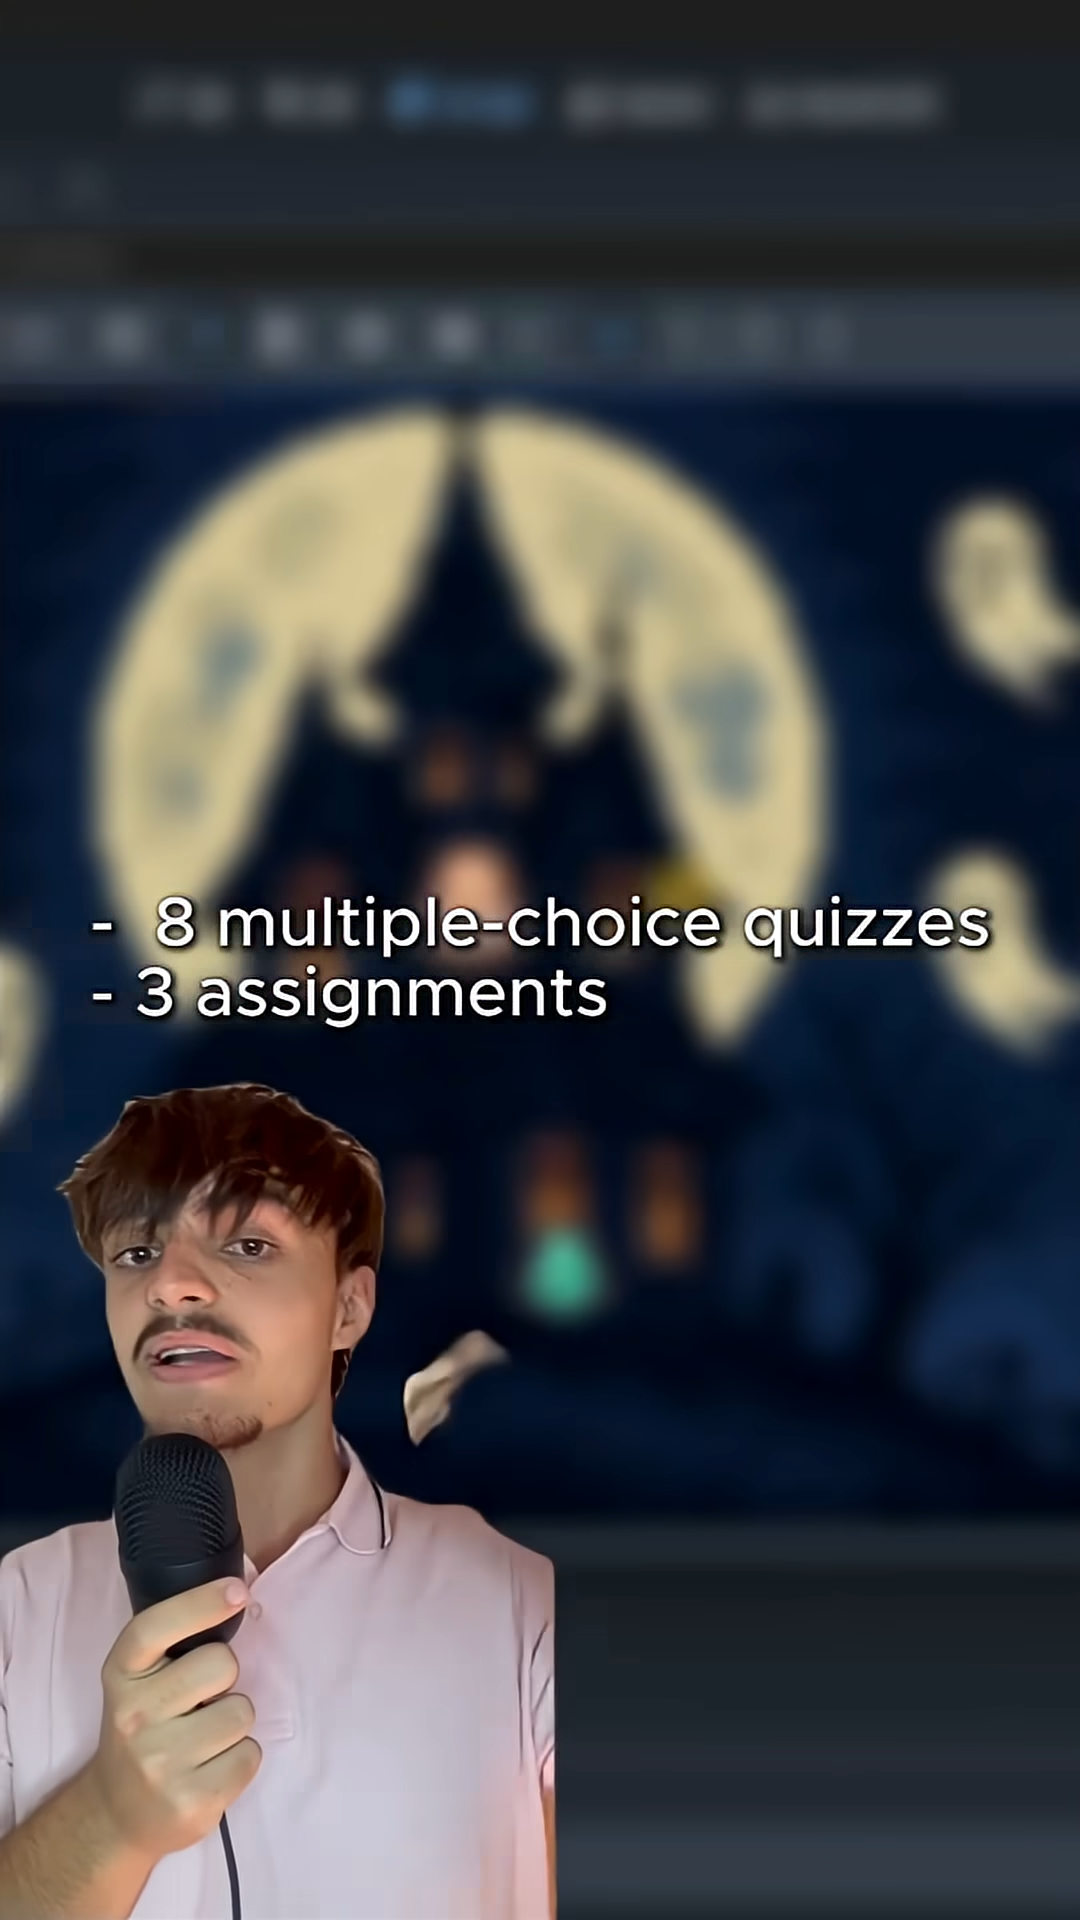 - 8 multiple-choice quizzes
- 3 assignments